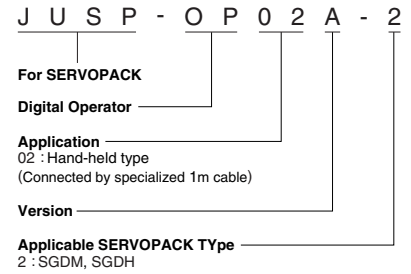 J U S P - O P 0 2 A - 2
For SERVOPACK
Digital Operator
Application
02 : Hand-held type
(Connected by specialized 1m cable)
Version
Applicable SERVOPACK TYpe
2 : SGDM, SGDH